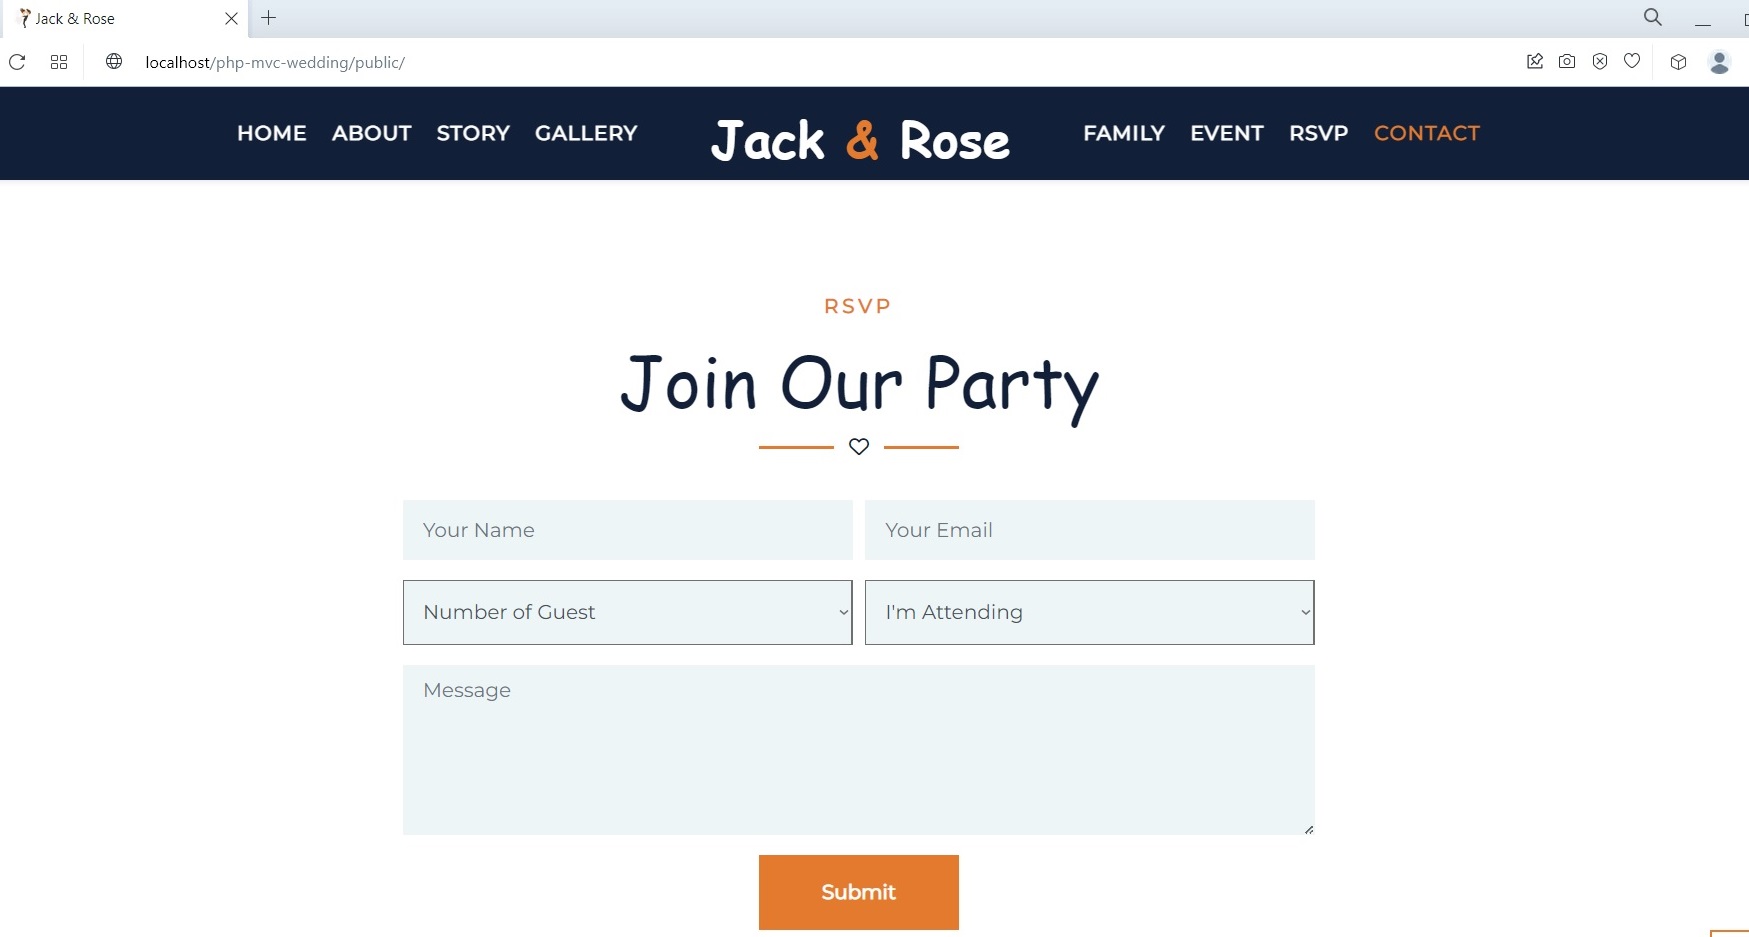 Jack & Rose
localhost/php-mvc-wedding/public/
HOME ABOUT STORY GALLERY Jack & Rose FAMILY EVENT RSVP CONTACT
RSVP
Join Our Party
Your Name Your Email
Number of Guest I'm Attending
Message
Submit